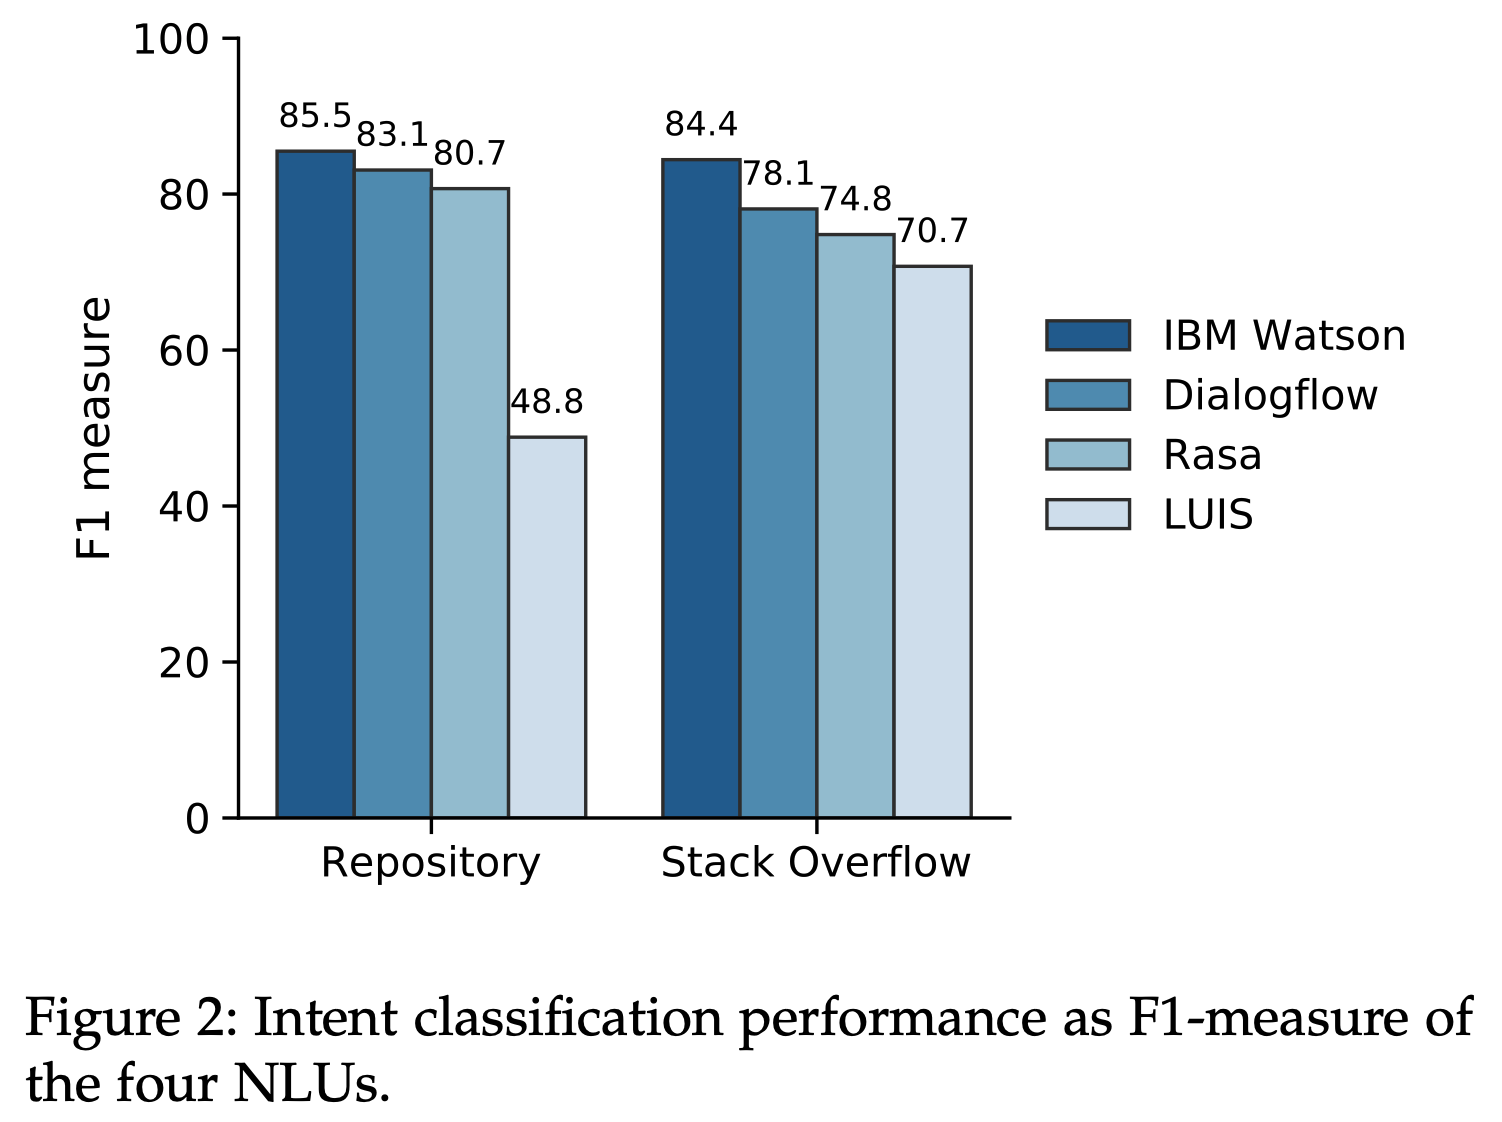 100
80
60
40
20
0
F1 measure
85.5
83.1
80.7
48.8
84.4
78.1
74.8
70.7
Repository
Stack Overflow
IBM Watson
Dialogflow
Rasa
LUIS
Figure 2: Intent classification performance as F1-measure of
the four NLUs.